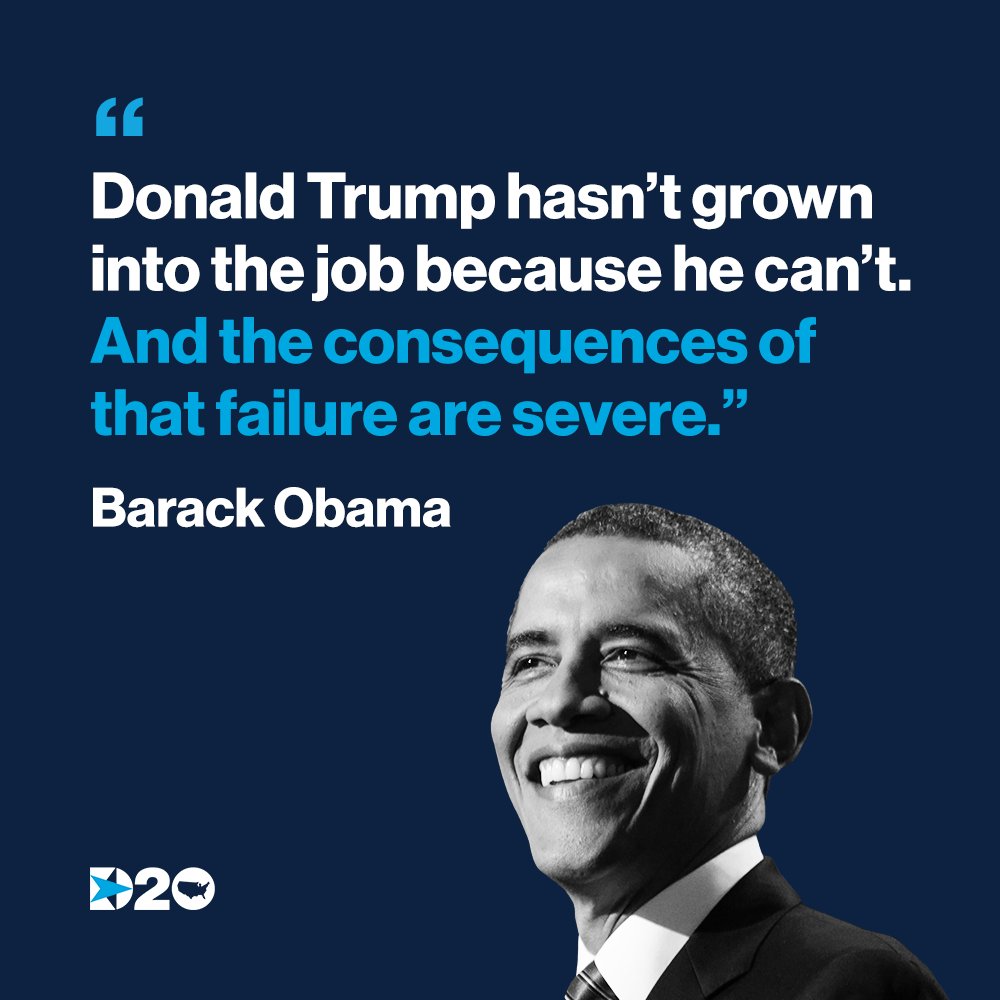 “
Donald Trump hasn’t grown
into the job because he can’t.
And the consequences of
that failure are severe.”
Barack Obama
D20